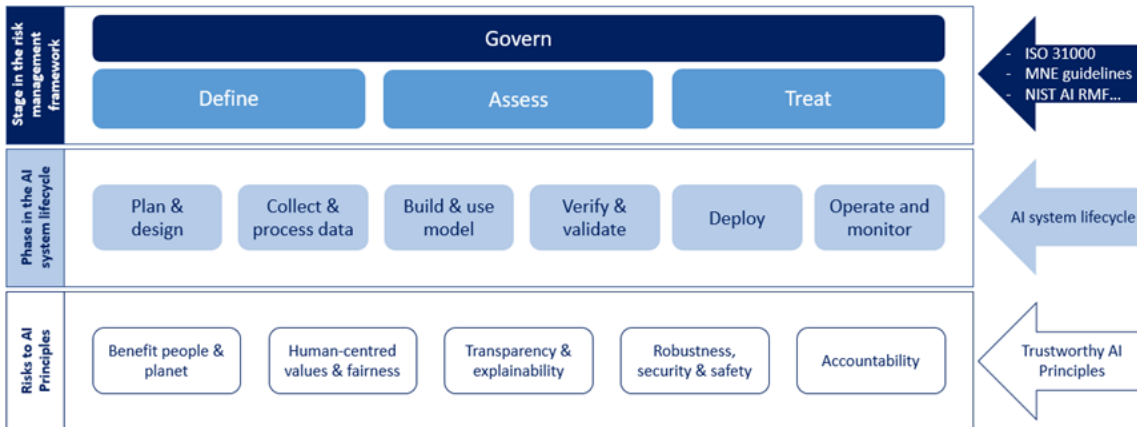 Stage in the risk
management
framework
Govern
Define
Assess
Treat
- ISO 31000
- MNE guidelines
- NIST AI RMF...
Phase in the AI
system lifecycle
Plan &
design
Collect &
process data
Build & use
model
Verify &
validate
Deploy
Operate and
monitor
AI system lifecycle
Risks to AI
Principles
Benefit people &
planet
Human-centred
values & fairness
Transparency &
explainability
Robustness,
security & safety
Accountability
Trustworthy AI
Principles